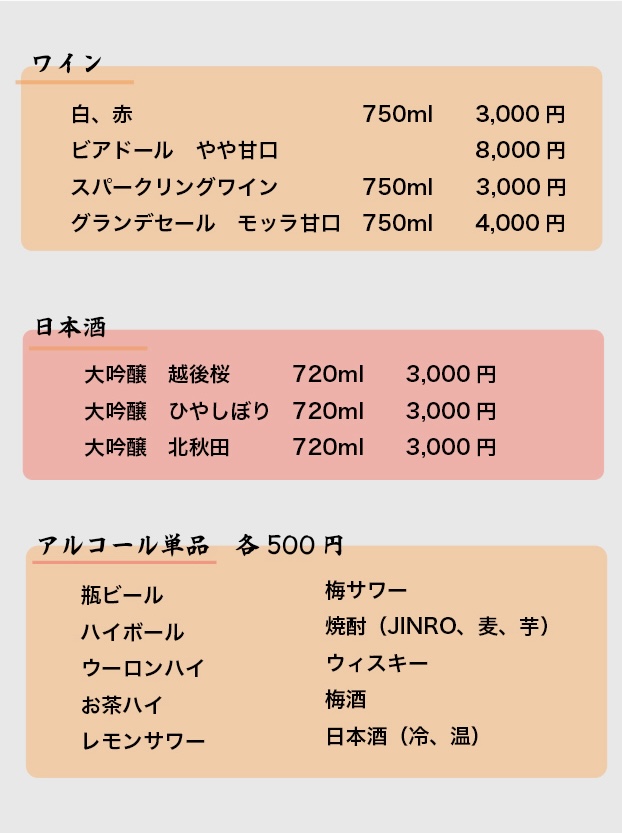 ワイン
白、赤　750ml　3,000 円
ビアドール　やや甘口　8,000 円
スパークリングワイン　750ml　3,000 円
グランデセール　モッラ甘口　750ml　4,000 円
日本酒
大吟醸　越後桜　720ml　3,000 円
大吟醸　ひやしぼり　720ml　3,000 円
大吟醸　北秋田　720ml　3,000 円
アルコール単品　各 500 円
瓶ビール
ハイボール
ウーロンハイ
お茶ハイ
レモンサワー
梅サワー
焼酎（JINRO、麦、芋）
ウィスキー
梅酒
日本酒（冷、温）